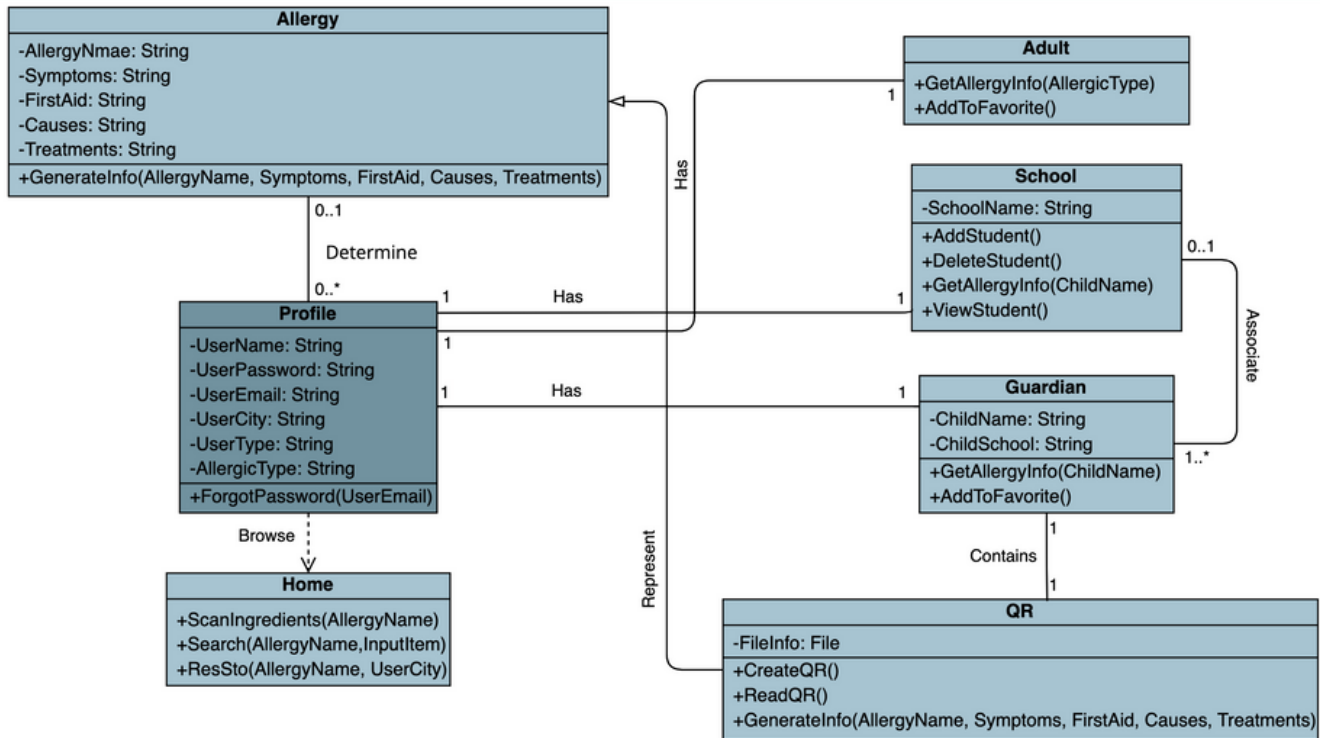 Allergy
-AllergyNmae: String
-Symptoms: String
-FirstAid: String
-Causes: String
-Treatments: String
+GenerateInfo(AllergyName, Symptoms, FirstAid, Causes, Treatments)
0..1
Determine
0..*
Profile
-UserName: String
-UserPassword: String
-UserEmail: String
-UserCity: String
-UserType: String
-AllergicType: String
+ForgotPassword(UserEmail)
Browse
Home
+ScanIngredients(AllergyName)
+Search(AllergyName,InputItem)
+ResSto(AllergyName, UserCity)
1
Has
1
1
Has
1
1
Has
1
Adult
+GetAllergyInfo(AllergicType)
+AddToFavorite()
School
-SchoolName: String
+AddStudent()
+DeleteStudent()
+GetAllergyInfo(ChildName)
+ViewStudent()
0..1
Associate
1..*
Guardian
-ChildName: String
-ChildSchool: String
+GetAllergyInfo(ChildName)
+AddToFavorite()
1
Contains
1
Represent
QR
-FileInfo: File
+CreateQR()
+ReadQR()
+GenerateInfo(AllergyName, Symptoms, FirstAid, Causes, Treatments)